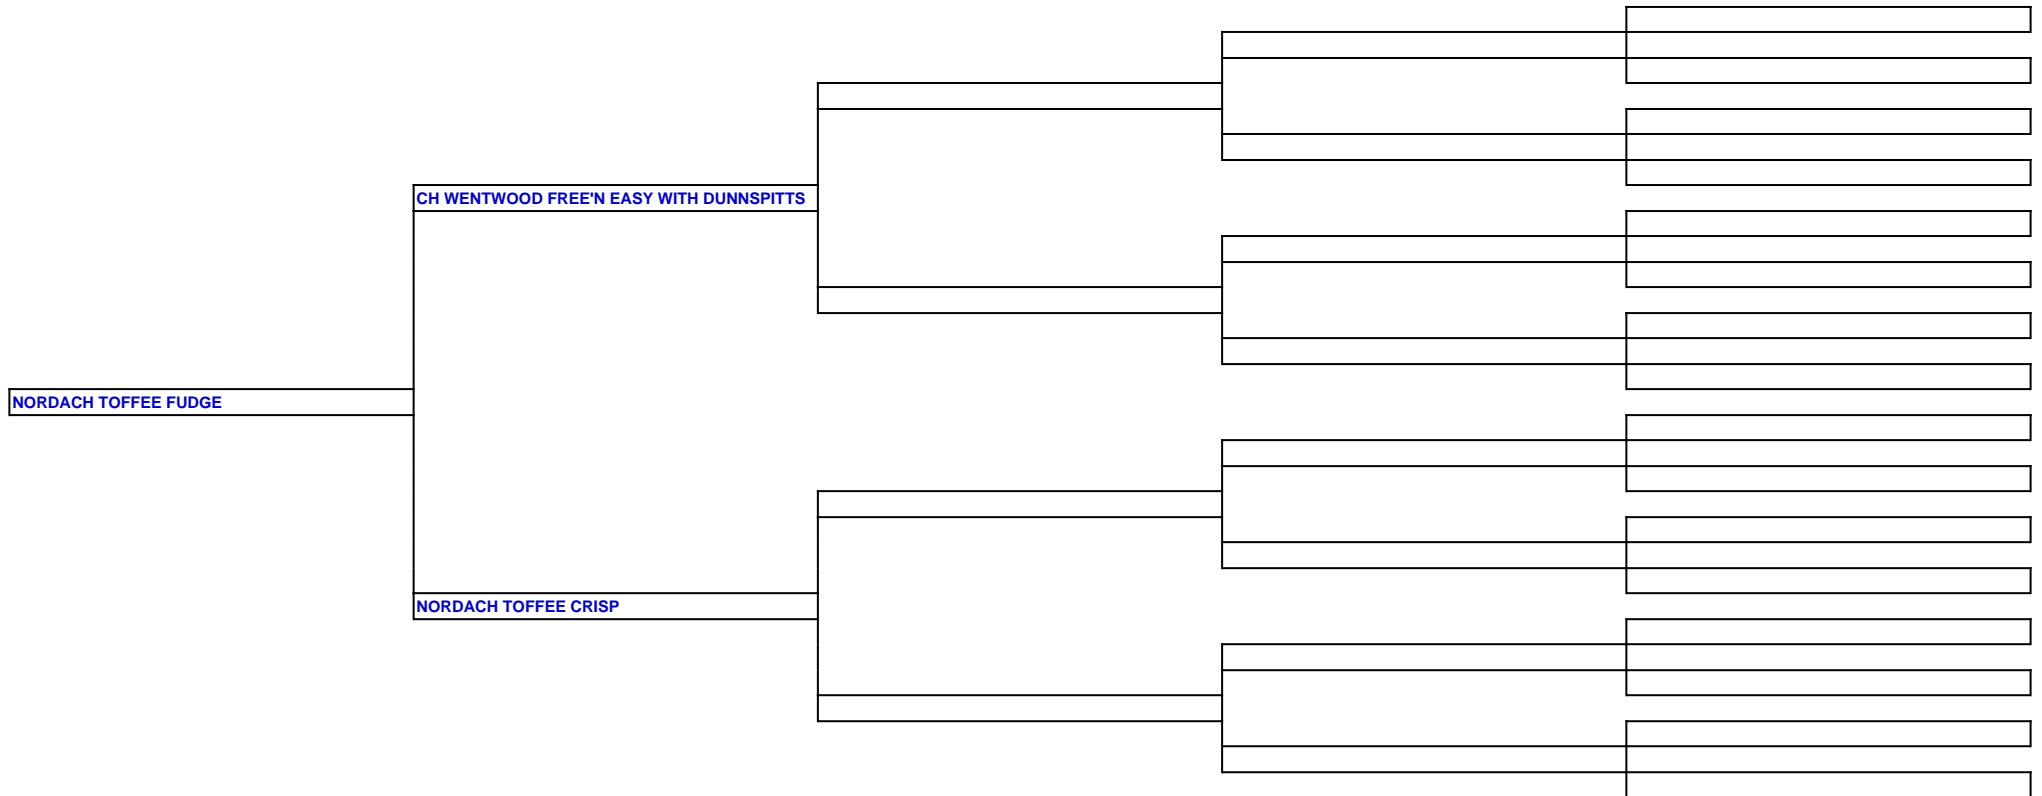 CH WENTWOOD FREE'N EASY WITH DUNNSPITTS
NORDACH TOFFEE FUDGE
NORDACH TOFFEE CRISP